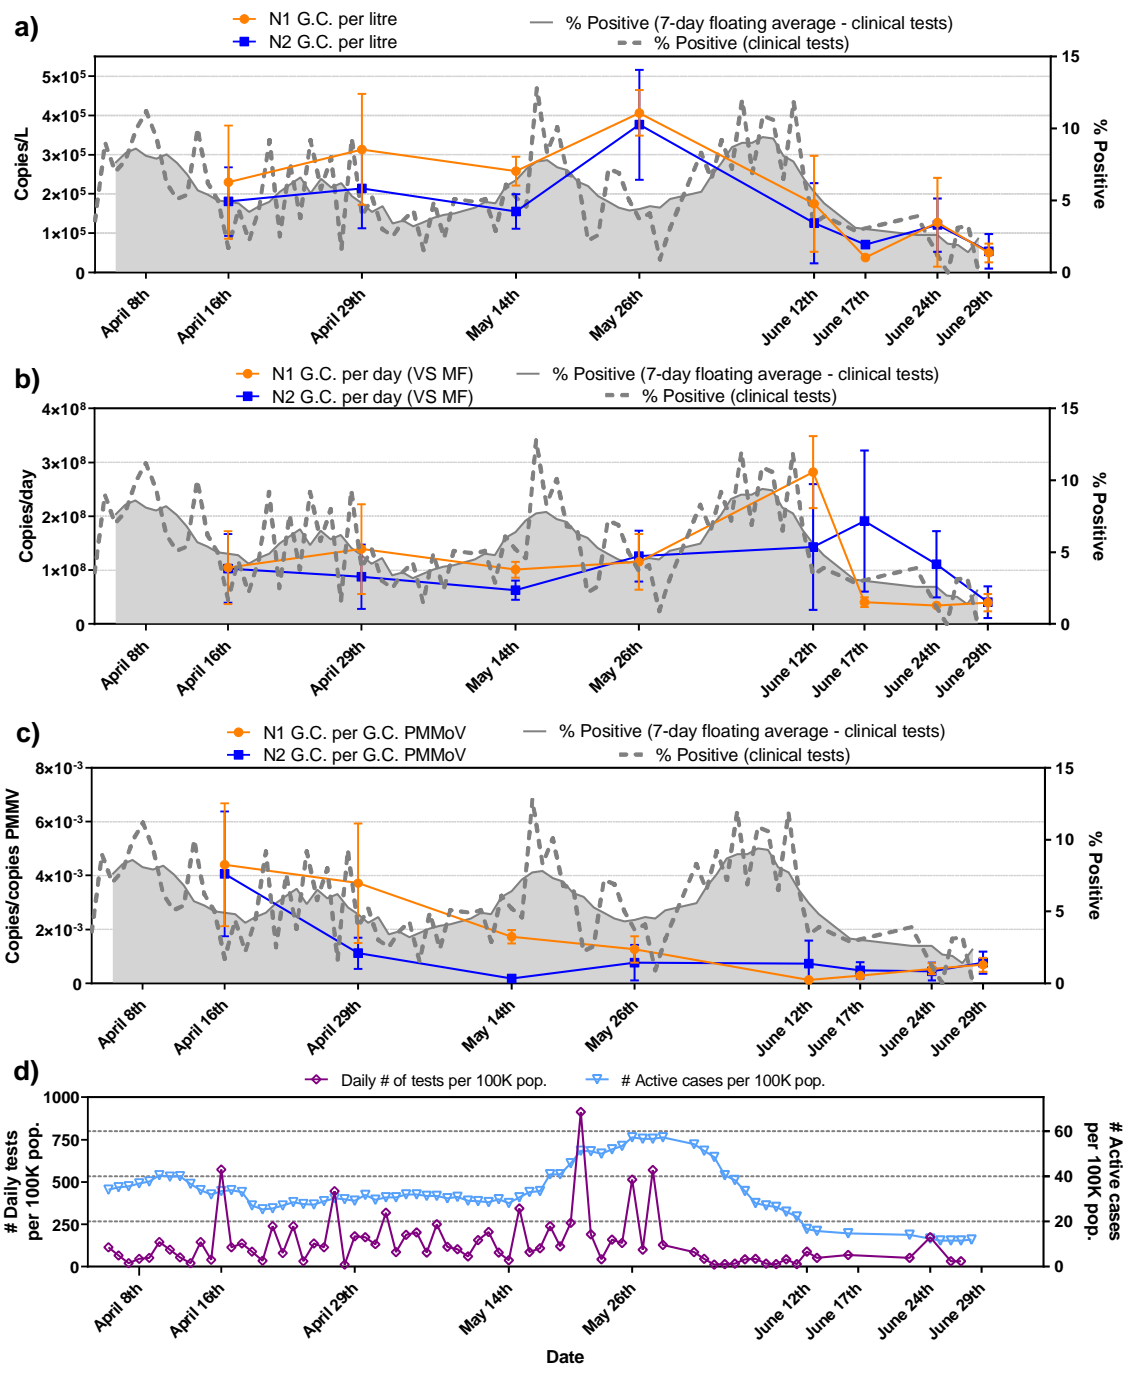 a)
N1 G.C. per litre
N2 G.C. per litre
% Positive (7-day floating average - clinical tests)
% Positive (clinical tests)
Copies/L
5×10⁵
4×10⁵
3×10⁵
2×10⁵
1×10⁵
0
15
10
5
0
% Positive
April 8th
April 16th
April 29th
May 14th
May 26th
June 12th
June 17th
June 24th
June 29th
b)
N1 G.C. per day (VS MF)
N2 G.C. per day (VS MF)
% Positive (7-day floating average - clinical tests)
% Positive (clinical tests)
Copies/day
4×10⁸
3×10⁸
2×10⁸
1×10⁸
0
15
10
5
0
% Positive
April 8th
April 16th
April 29th
May 14th
May 26th
June 12th
June 17th
June 24th
June 29th
c)
N1 G.C. per G.C. PMMoV
N2 G.C. per G.C. PMMoV
% Positive (7-day floating average - clinical tests)
% Positive (clinical tests)
Copies/copies PMMV
8×10⁻³
6×10⁻³
4×10⁻³
2×10⁻³
0
15
10
5
0
% Positive
April 8th
April 16th
April 29th
May 14th
May 26th
June 12th
June 17th
June 24th
June 29th
d)
Daily # of tests per 100K pop.
# Active cases per 100K pop.
# Daily tests
per 100K pop.
1000
750
500
250
0
60
40
20
0
# Active cases
per 100K pop.
April 8th
April 16th
April 29th
May 14th
May 26th
June 12th
June 17th
June 24th
June 29th
Date